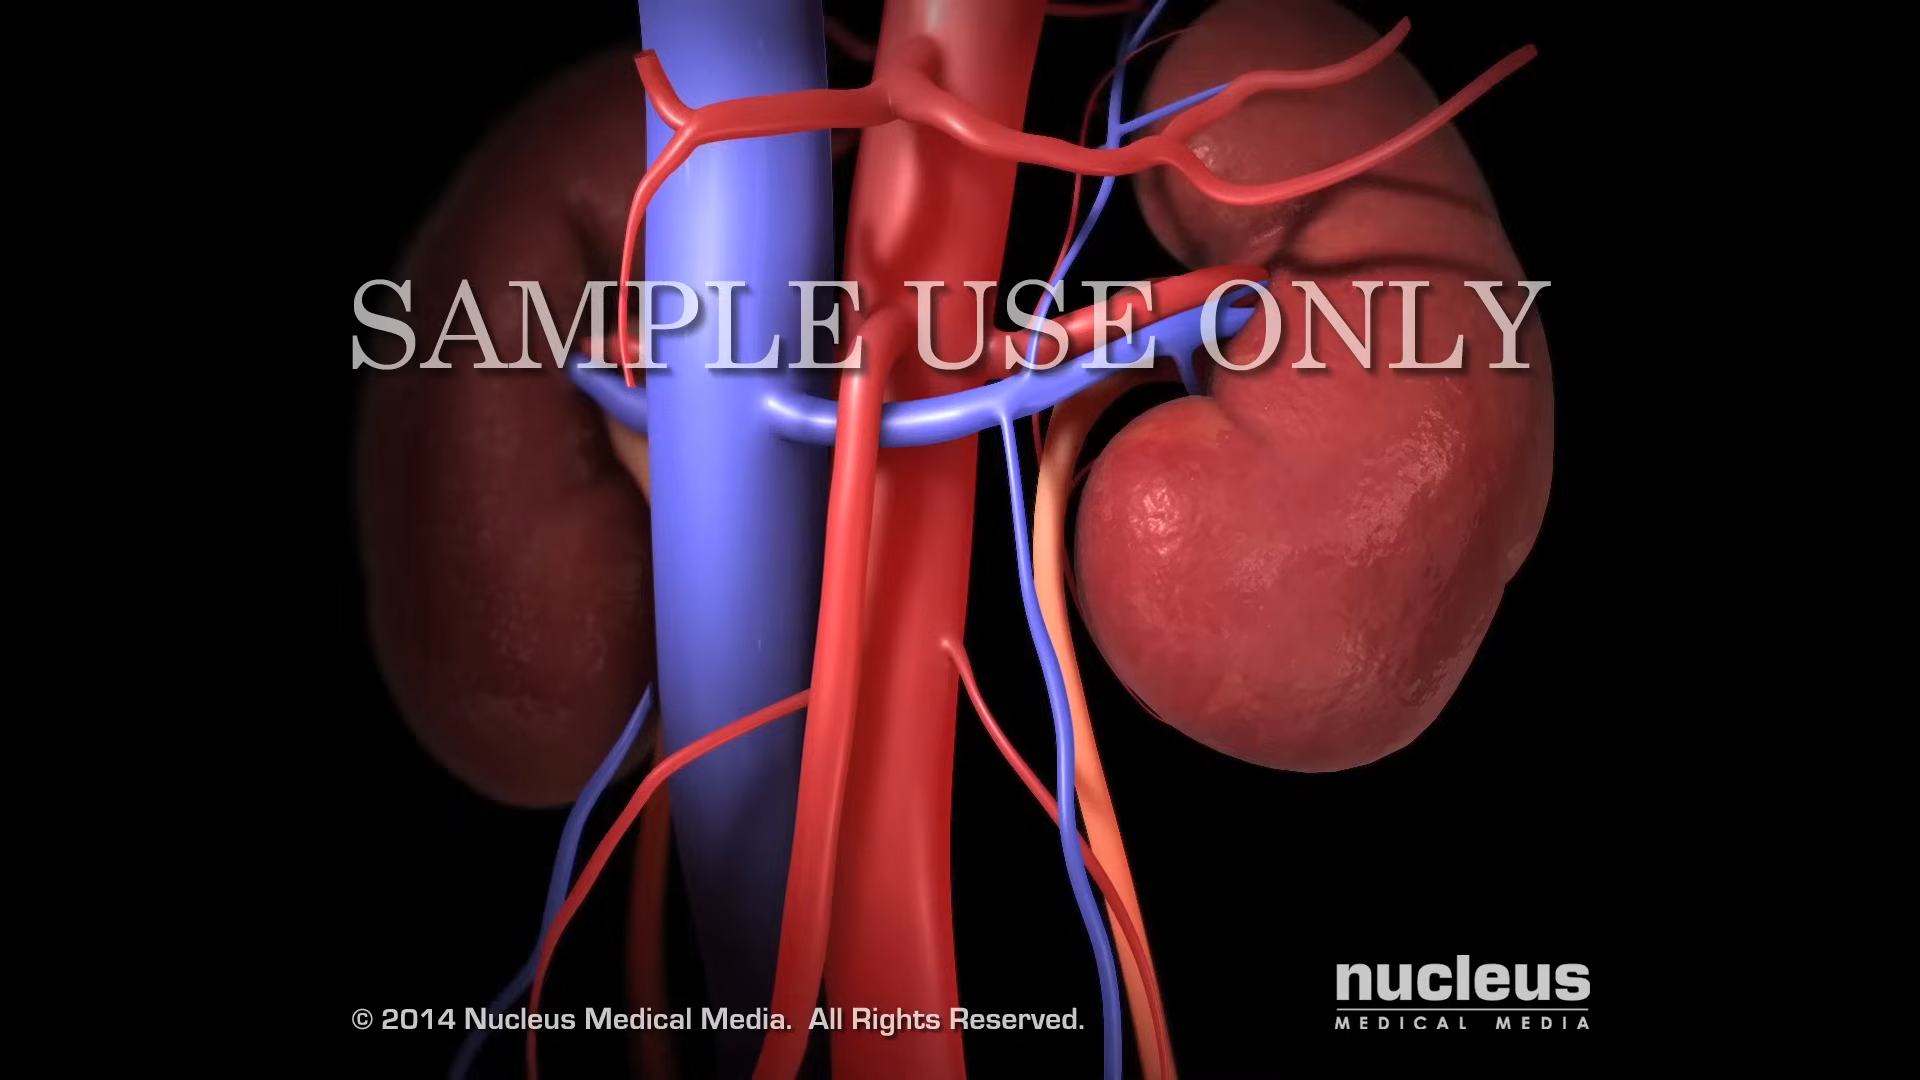 SAMPLE USE ONLY
© 2014 Nucleus Medical Media. All Rights Reserved.
nucleus
MEDICAL MEDIA